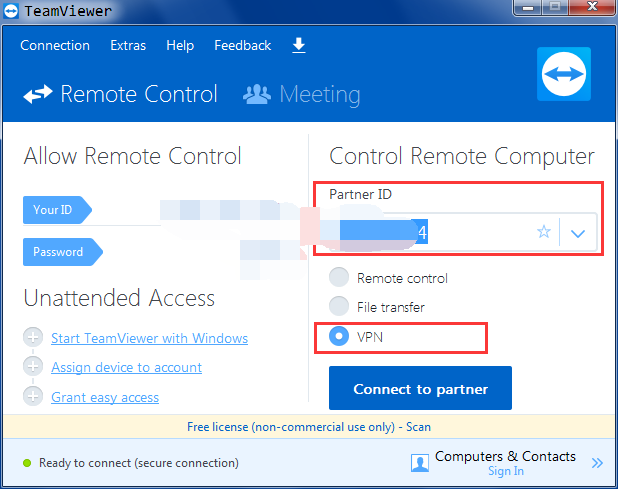 TeamViewer
Connection Extras Help Feedback
Remote Control Meeting
Allow Remote Control
Your ID
Password
Unattended Access
Start TeamViewer with Windows
Assign device to account
Grant easy access
Control Remote Computer
Partner ID
4
Remote control
File transfer
VPN
Connect to partner
Free license (non-commercial use only) - Scan
Ready to connect (secure connection)
Computers & Contacts
Sign In